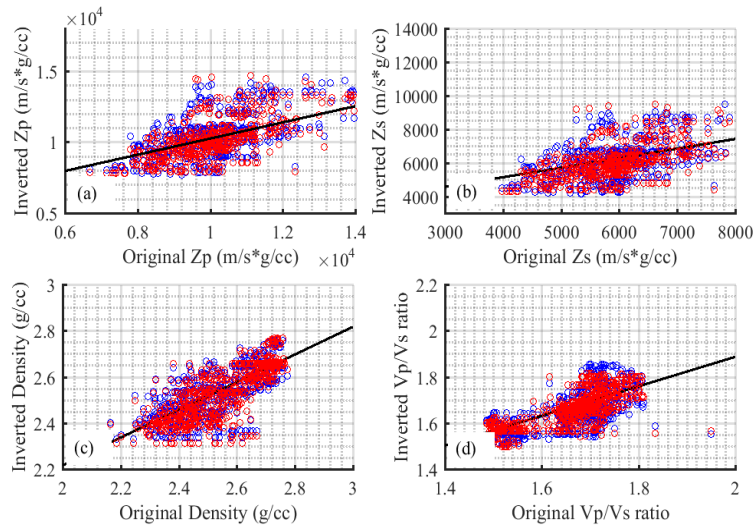 ×10⁴
1.5
1
0.5
0.6 0.8 1 1.2 1.4
Inverted Zp (m/s*g/cc)
(a)
Original Zp (m/s*g/cc)
×10⁴
14000
12000
10000
8000
6000
4000
3000 4000 5000 6000 7000 8000
Inverted Zs (m/s*g/cc)
(b)
Original Zs (m/s*g/cc)
3
2.8
2.6
2.4
2.2
2 2.2 2.4 2.6 2.8 3
Inverted Density (g/cc)
(c)
Original Density (g/cc)
2.2
2
1.8
1.6
1.4
1.4 1.6 1.8 2
Inverted Vp/Vs ratio
(d)
Original Vp/Vs ratio